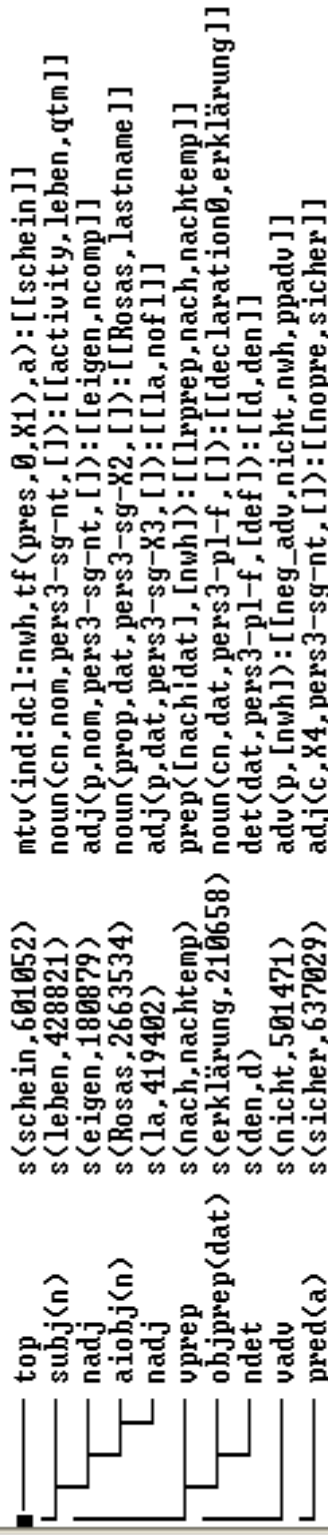 top s(schein,601052) mtv(ind:dcl:nwh,tf(pres,0,X1),a):[[schein]]
subj(n) s(leben,428821) noun(cn,nom,pers3-sg-nt,[]):[[activity,leben,qtm]]
nadj s(eigen,180879) adj(p,nom,pers3-sg-nt,[]):[[eigen,ncomp]]
aiobj(n) s(Rosas,2663534) noun(prop,dat,pers3-sg-X2,[]):[[Rosas,lastname]]
nadj s(la,419402) adj(p,dat,pers3-sg-X3,[]):[[la,nofl]]
vprep s(nach,nachtemp) prep([nach!dat],[nwh]):[[lrprep,nach,nachtemp]]
objprep(dat) s(erklärung,210658) noun(cn,dat,pers3-pl-f,[]):[[declaration0,erklärung]]
ndet s(den,d) det(dat,pers3-pl-f,[def]):[[d,den]]
vadv s(nicht,501471) adv(p,[nwh]):[[neg_adv,nicht,nwh,ppadv]]
pred(a) s(sicher,637029) adj(c,X4,pers3-sg-nt,[]):[[nopre,sicher]]